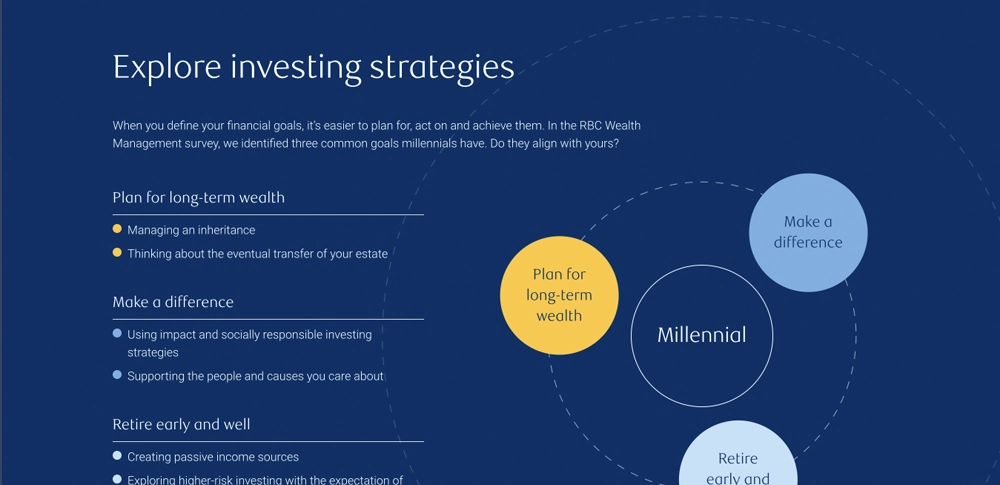 Explore investing strategies
When you define your financial goals, it's easier to plan for, act on and achieve them. In the RBC Wealth
Management survey, we identified three common goals millennials have. Do they align with yours?
Plan for long-term wealth
Managing an inheritance
Thinking about the eventual transfer of your estate
Make a difference
Using impact and socially responsible investing
strategies
Supporting the people and causes you care about
Retire early and well
Creating passive income sources
Exploring higher-risk investing with the expectation of
Make a
difference
Plan for
long-term
wealth
Millennial
Retire
early and